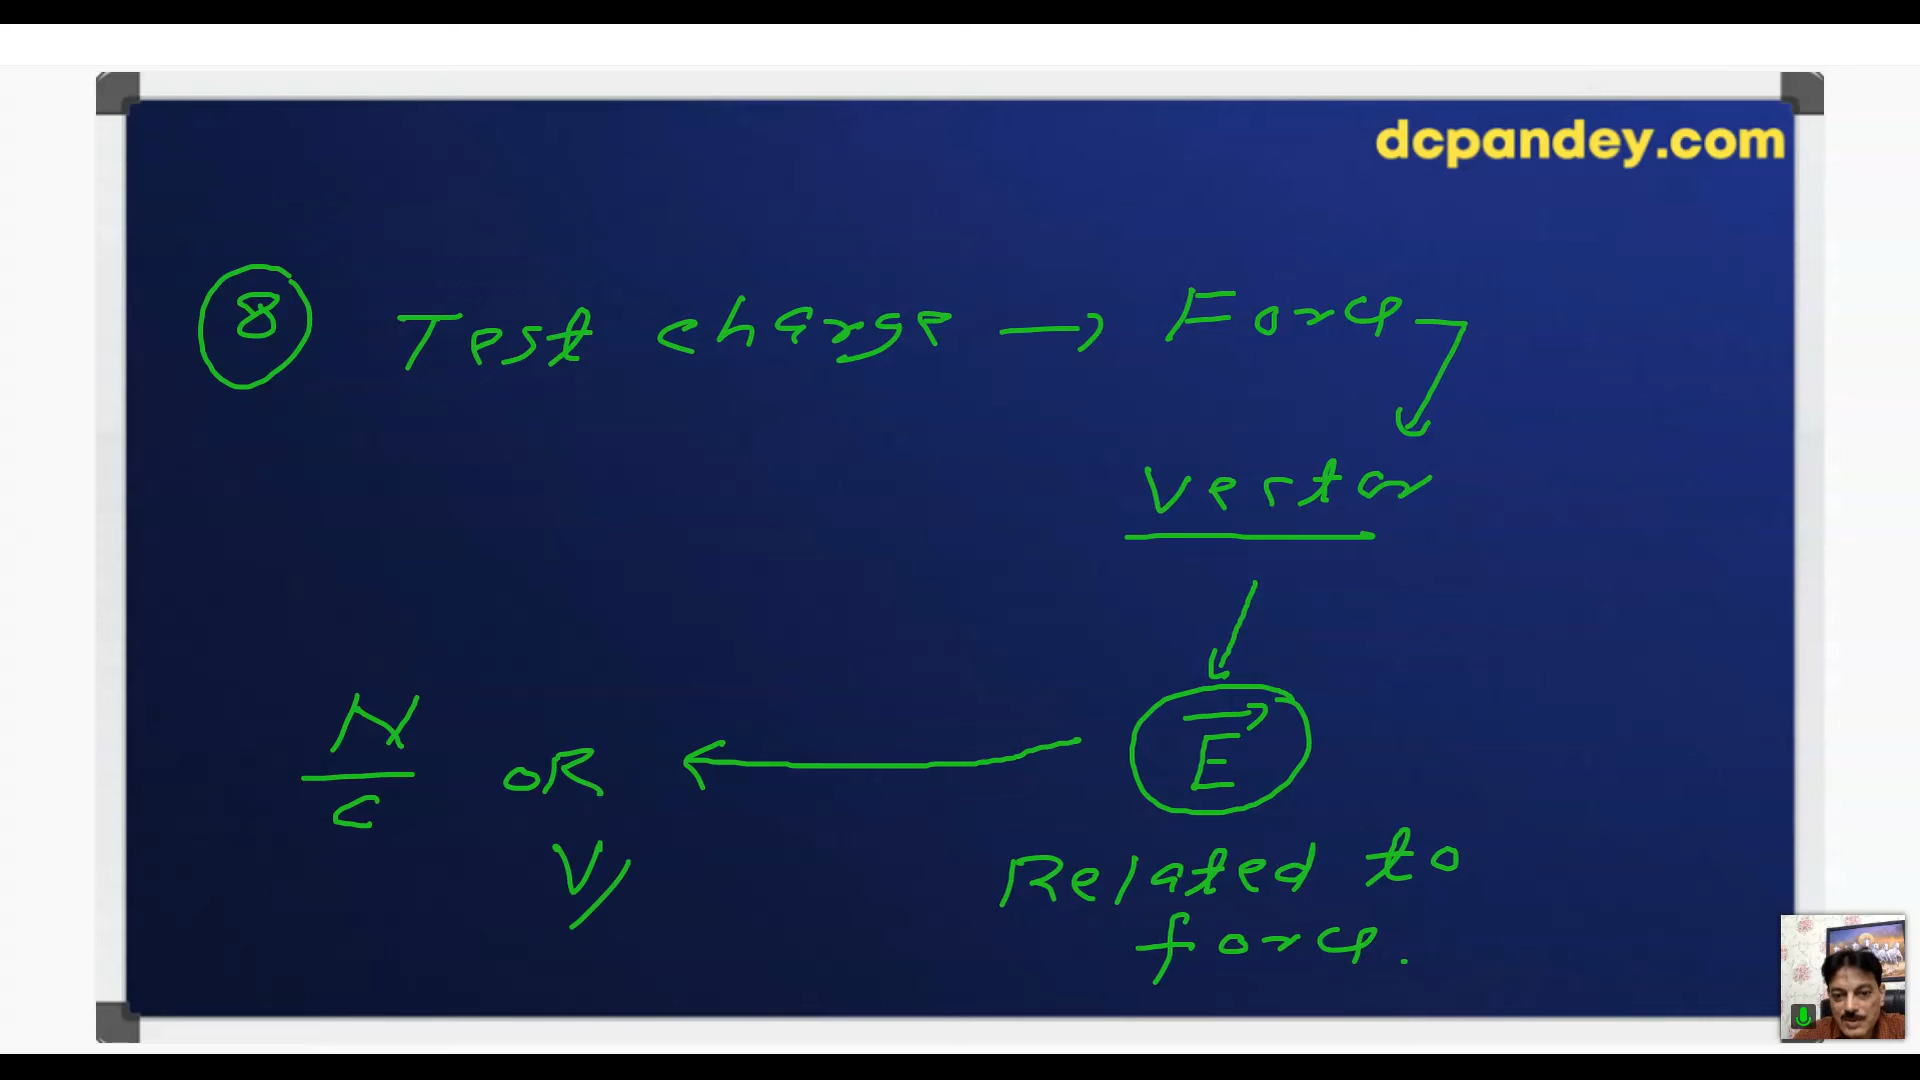 dcpandey.com
8 Test charge → Force
Vector
E
N/C OR
V/
Related to
force.